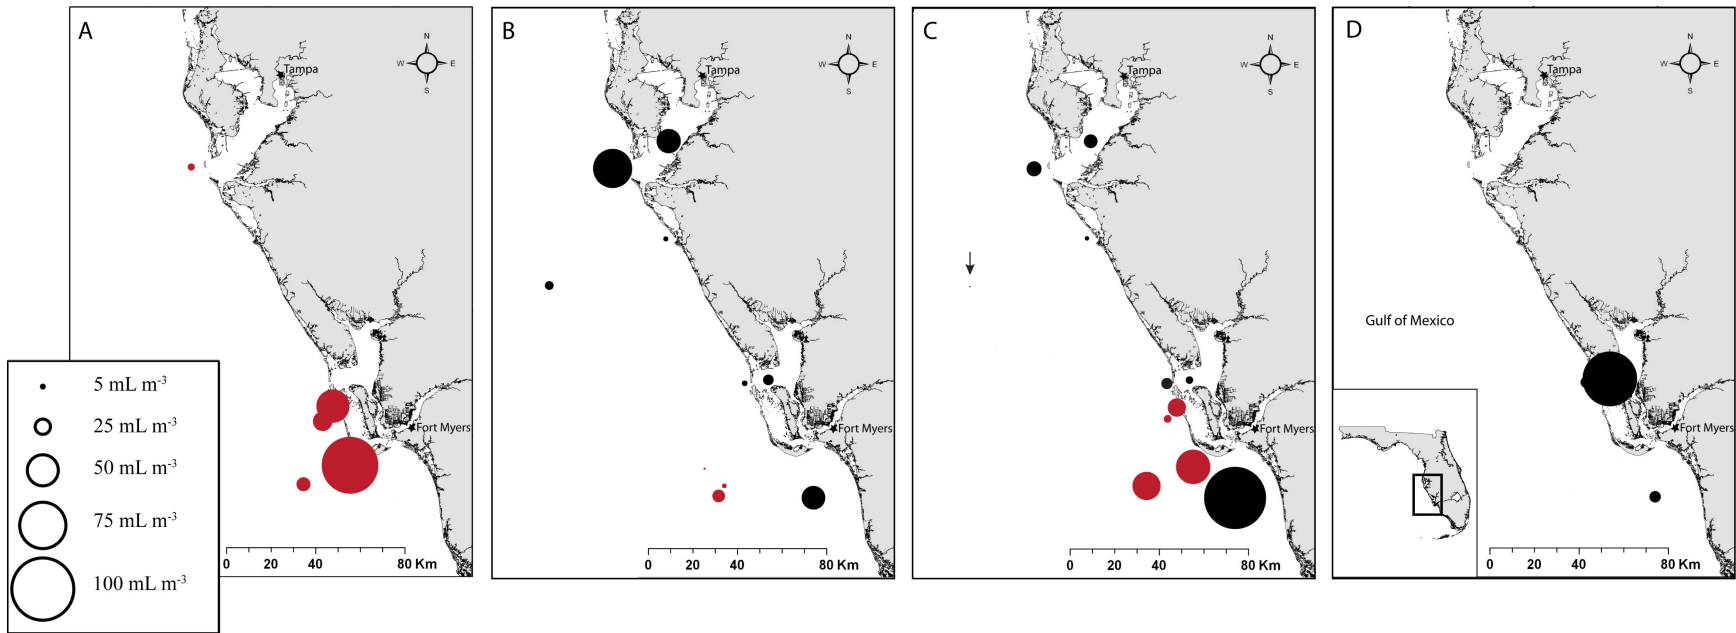 A
N
W E
S
Tampa
Fort Myers
0 20 40 80 Km
B
N
W E
S
Tampa
Fort Myers
0 20 40 80 Km
C
N
W E
S
Tampa
Fort Myers
0 20 40 80 Km
D
N
W E
S
Tampa
Gulf of Mexico
Fort Myers
0 20 40 80 Km
5 mL m⁻³
25 mL m⁻³
50 mL m⁻³
75 mL m⁻³
100 mL m⁻³